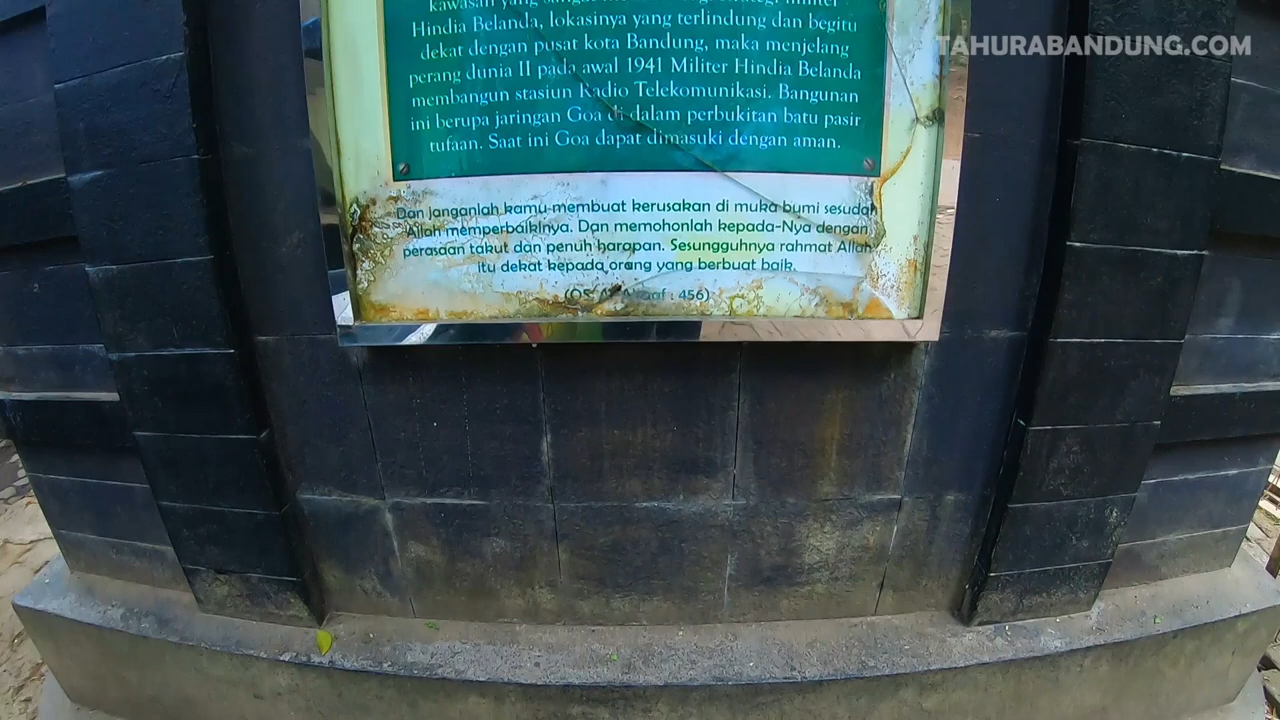 TAHURABANDUNG.COM
kawasan yang militer
Hindia Belanda, lokasinya yang terlindung dan begitu
dekat dengan pusat kota Bandung, maka menjelang
perang dunia II pada awal 1941 Militer Hindia Belanda
membangun stasiun Radio Telekomunikasi. Bangunan
ini berupa jaringan Goa di dalam perbukitan batu pasir
tufaan. Saat ini Goa dapat dimasuki dengan aman.
Dan janganlah kamu membuat kerusakan di muka bumi sesudah
Allah memperbaikinya. Dan memohonlah kepada-Nya dengan
perasaan takut dan penuh harapan. Sesungguhnya rahmat Allah
itu dekat kepada orang yang berbuat baik.
(QS : 456)